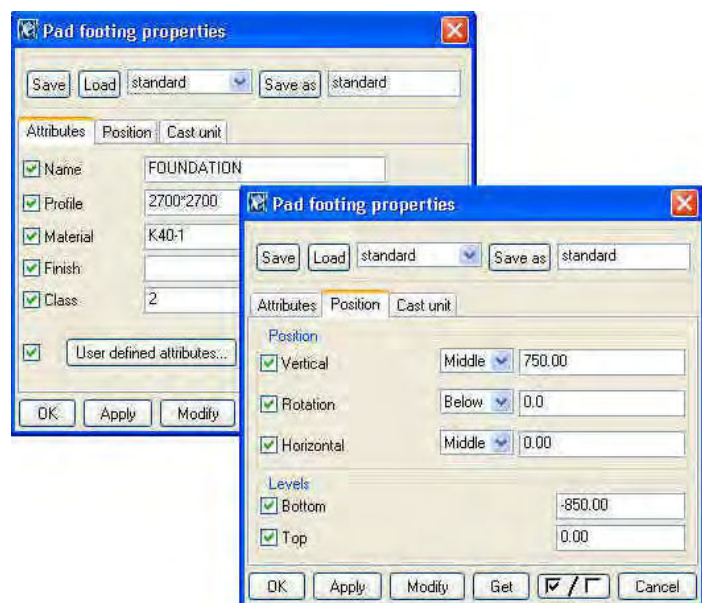 Pad footing properties
Save Load standard Save as standard
Attributes Position Cast unit
Name FOUNDATION
Profile 2700*2700
Material K40-1
Finish
Class 2
User defined attributes...
OK Apply Modify
Pad footing properties
Save Load standard Save as standard
Attributes Position Cast unit
Position
Vertical Middle 750.00
Rotation Below 0.0
Horizontal Middle 0.00
Levels
Bottom -850.00
Top 0.00
OK Apply Modify Get / Cancel